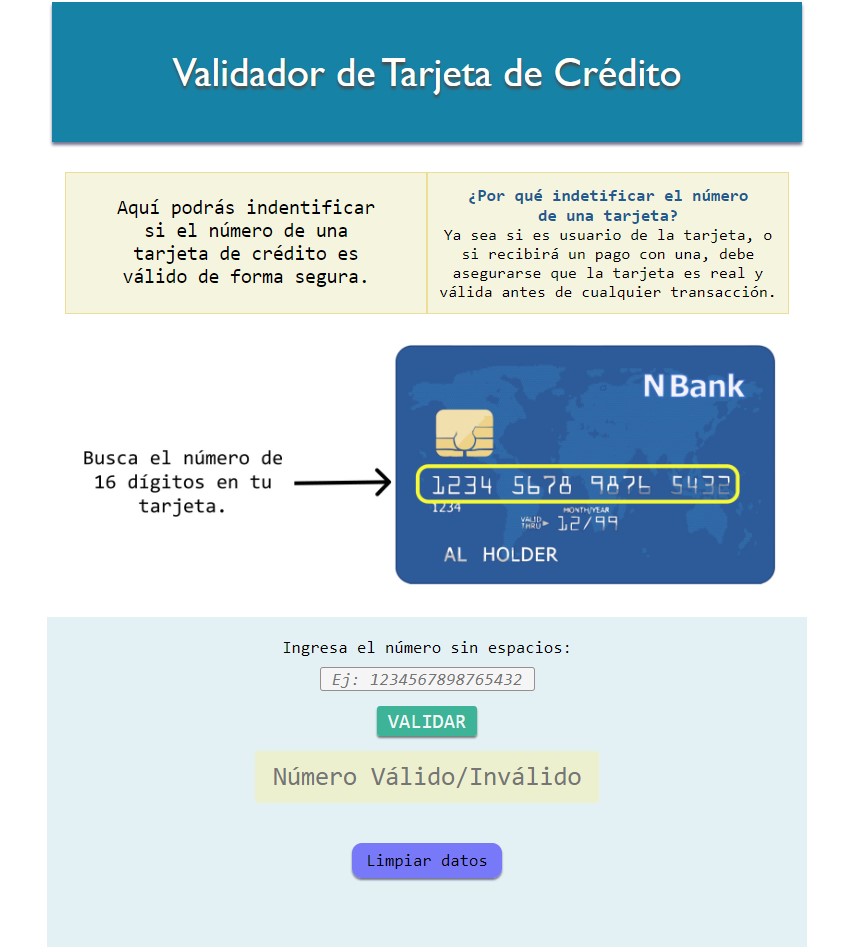 Validador de Tarjeta de Crédito
Aquí podrás indentificar
si el número de una
tarjeta de crédito es
válido de forma segura.
¿Por qué indetificar el número
de una tarjeta?
Ya sea si es usuario de la tarjeta, o
si recibirá un pago con una, debe
asegurarse que la tarjeta es real y
válida antes de cualquier transacción.
Busca el número de
16 dígitos en tu
tarjeta.
N Bank
1234 5678 9876 5432
1234
MONTH/YEAR
VALID
THRU
12/99
AL HOLDER
Ingresa el número sin espacios:
Ej: 1234567898765432
VALIDAR
Número Válido/Inválido
Limpiar datos